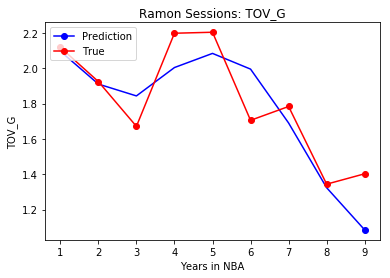 Ramon Sessions: TOV_G
Prediction
True
2.2
2.0
1.8
1.6
1.4
1.2
TOV_G
1 2 3 4 5 6 7 8 9
Years in NBA